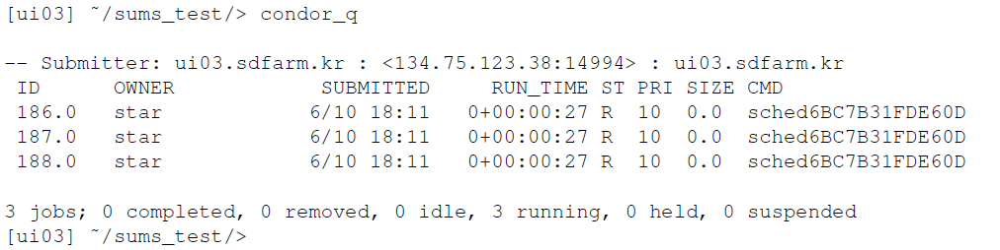 [ui03] ~/sums_test/> condor_q
-- Submitter: ui03.sdfarm.kr : <134.75.123.38:14994> : ui03.sdfarm.kr
ID OWNER SUBMITTED RUN_TIME ST PRI SIZE CMD
186.0 star 6/10 18:11 0+00:00:27 R 10 0.0 sched6BC7B31FDE60D
187.0 star 6/10 18:11 0+00:00:27 R 10 0.0 sched6BC7B31FDE60D
188.0 star 6/10 18:11 0+00:00:27 R 10 0.0 sched6BC7B31FDE60D
3 jobs; 0 completed, 0 removed, 0 idle, 3 running, 0 held, 0 suspended
[ui03] ~/sums_test/>